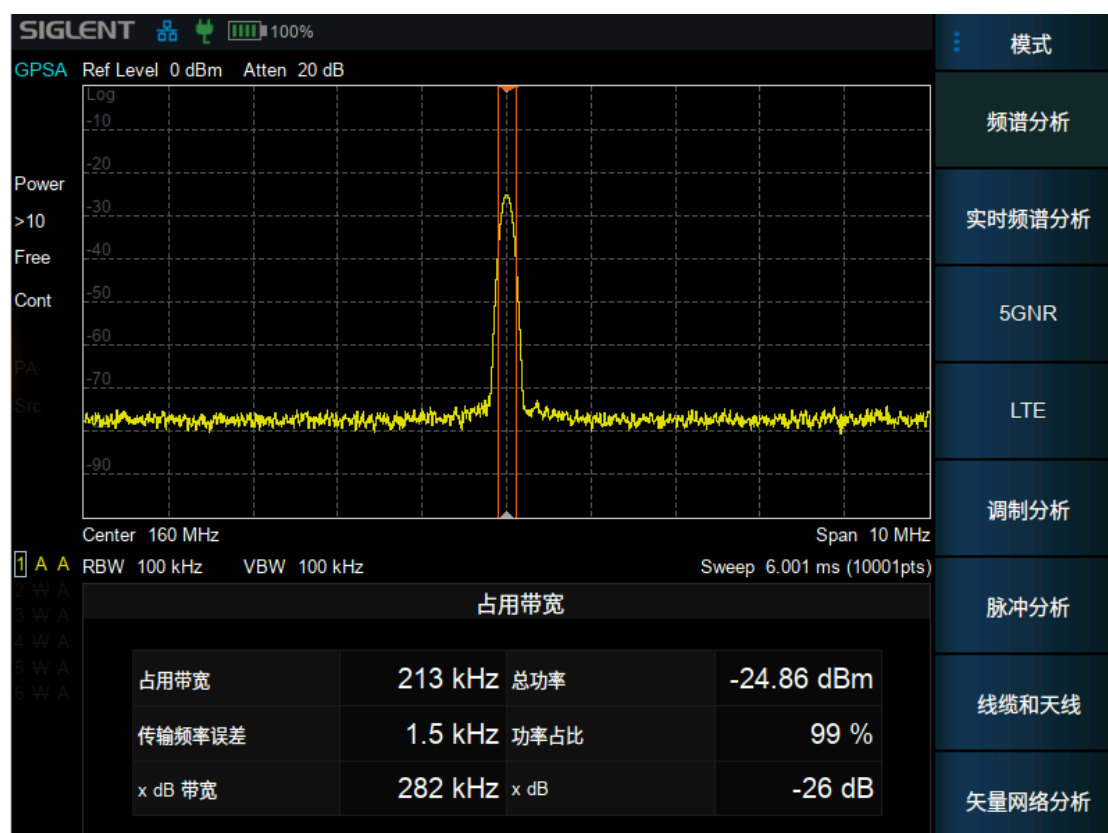 SIGLENT 100%
GPSA Ref Level 0 dBm Atten 20 dB
Log
-10
-20
-30
-40
-50
-60
-70
-90
Power
>10
Free
Cont
PA
Src
Center 160 MHz Span 10 MHz
RBW 100 kHz VBW 100 kHz Sweep 6.001 ms (10001pts)
1 A A
2 W A
3 W A
4 W A
5 W A
6 W A
占用带宽
占用带宽 213 kHz 总功率 -24.86 dBm
传输频率误差 1.5 kHz 功率占比 99 %
x dB 带宽 282 kHz x dB -26 dB
模式
频谱分析
实时频谱分析
5GNR
LTE
调制分析
脉冲分析
线缆和天线
矢量网络分析